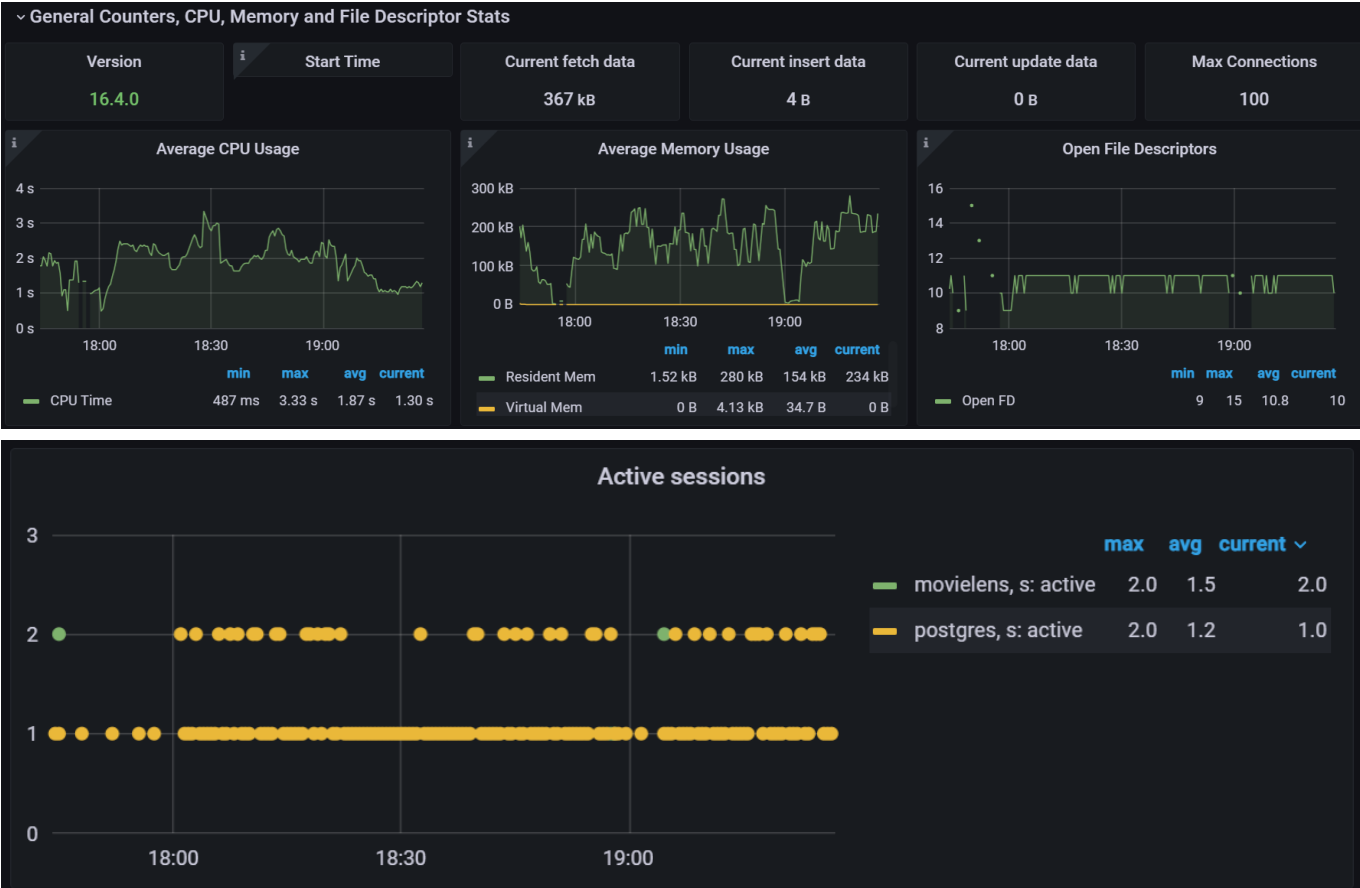 General Counters, CPU, Memory and File Descriptor Stats
Version
Start Time
Current fetch data
Current insert data
Current update data
Max Connections
16.4.0
367 kB
4 B
0 B
100
Average CPU Usage
4 s
3 s
2 s
1 s
0 s
18:00 18:30 19:00
min max avg current
CPU Time 487 ms 3.33 s 1.87 s 1.30 s
Average Memory Usage
300 kB
200 kB
100 kB
0 B
18:00 18:30 19:00
min max avg current
Resident Mem 1.52 kB 280 kB 154 kB 234 kB
Virtual Mem 0 B 4.13 kB 34.7 B 0 B
Open File Descriptors
16
14
12
10
8
18:00 18:30 19:00
min max avg current
Open FD 9 15 10.8 10
Active sessions
3
2
1
0
18:00 18:30 19:00
max avg current
movielens, s: active 2.0 1.5 2.0
postgres, s: active 2.0 1.2 1.0